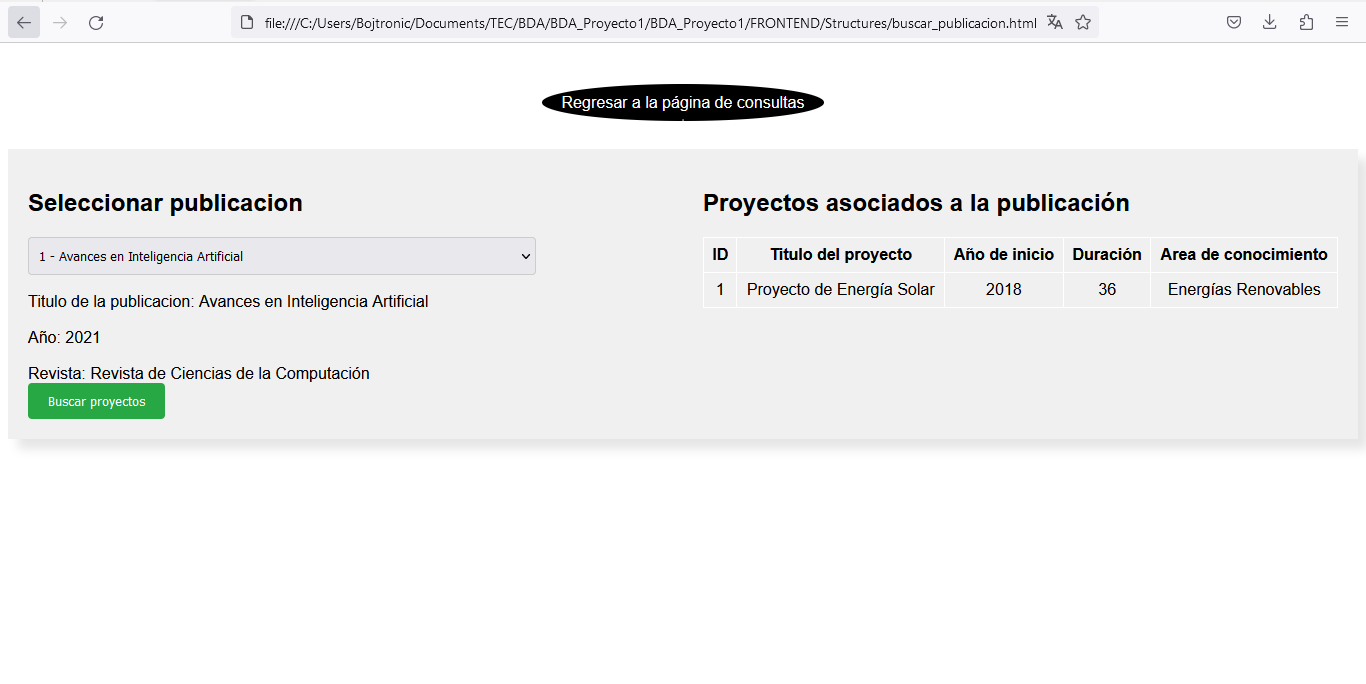 file:///C:/Users/Bojtronic/Documents/TEC/BDA/BDA_Proyecto1/BDA_Proyecto1/FRONTEND/Structures/buscar_publicacion.html
Regresar a la página de consultas
Seleccionar publicacion
1 - Avances en Inteligencia Artificial
Titulo de la publicacion: Avances en Inteligencia Artificial
Año: 2021
Revista: Revista de Ciencias de la Computación
Buscar proyectos
Proyectos asociados a la publicación
ID Titulo del proyecto Año de inicio Duración Area de conocimiento
1 Proyecto de Energía Solar 2018 36 Energías Renovables